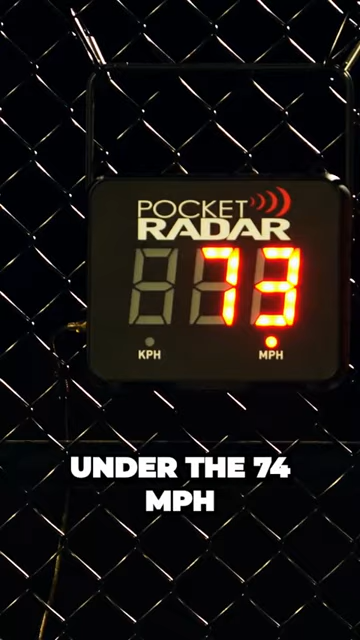 POCKET
RADAR
73
KPH MPH
UNDER THE 74
MPH